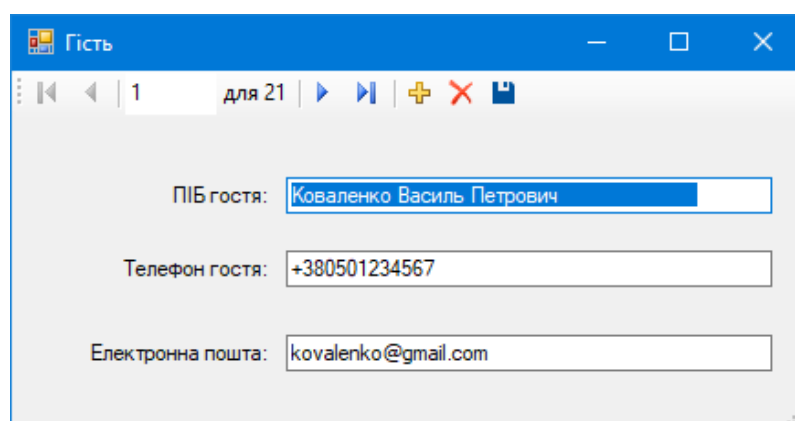 Гість
1 для 21
ПІБ гостя: Коваленко Василь Петрович
Телефон гостя: +380501234567
Електронна пошта: kovalenko@gmail.com